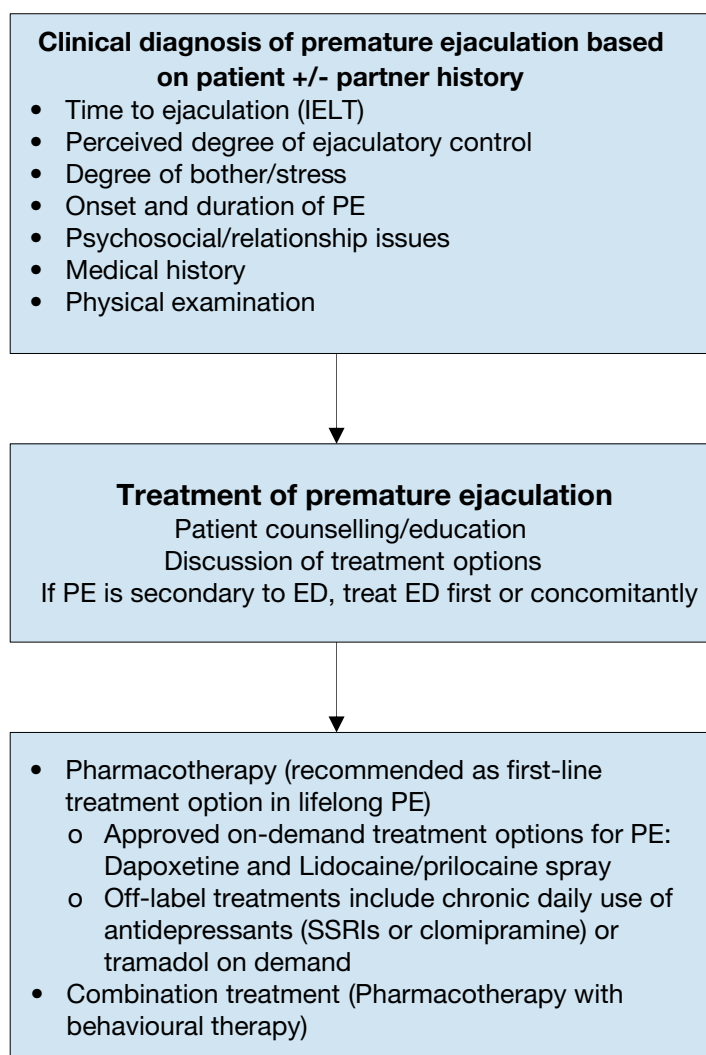 Clinical diagnosis of premature ejaculation based
on patient +/- partner history
• Time to ejaculation (IELT)
• Perceived degree of ejaculatory control
• Degree of bother/stress
• Onset and duration of PE
• Psychosocial/relationship issues
• Medical history
• Physical examination
Treatment of premature ejaculation
Patient counselling/education
Discussion of treatment options
If PE is secondary to ED, treat ED first or concomitantly
• Pharmacotherapy (recommended as first-line
treatment option in lifelong PE)
o Approved on-demand treatment options for PE:
Dapoxetine and Lidocaine/prilocaine spray
o Off-label treatments include chronic daily use of
antidepressants (SSRIs or clomipramine) or
tramadol on demand
• Combination treatment (Pharmacotherapy with
behavioural therapy)